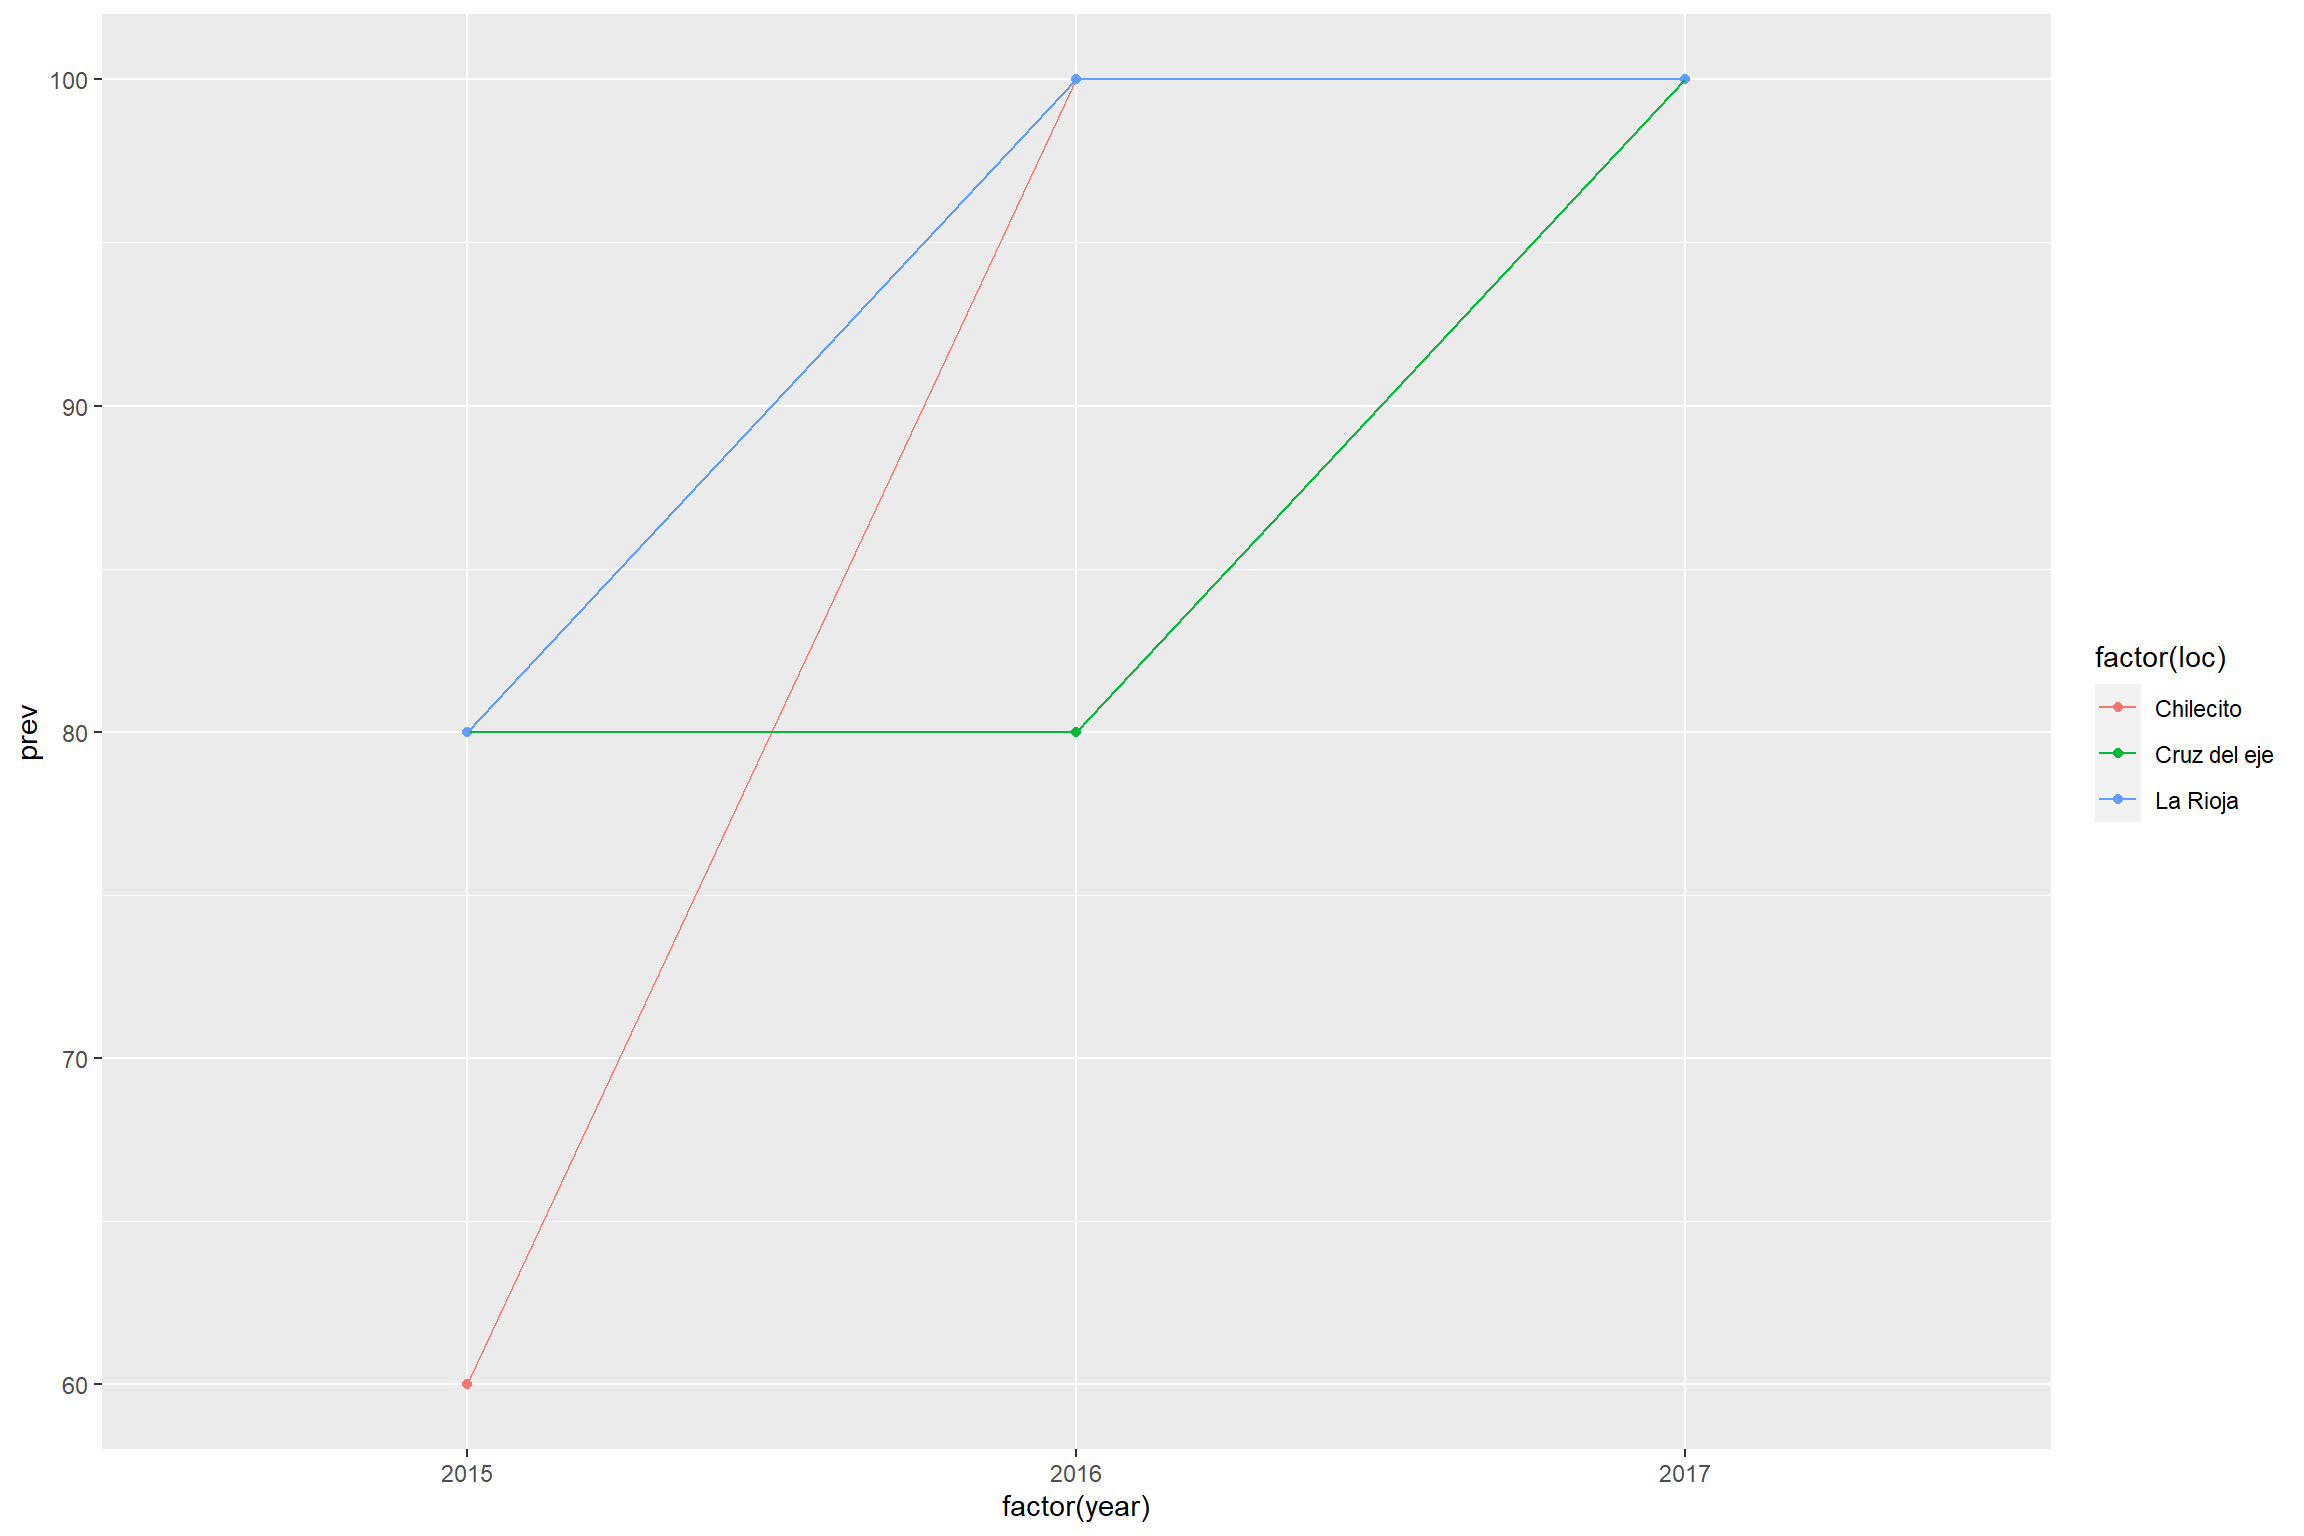 100
90
80
70
60
prev
2015
2016
2017
factor(year)
factor(loc)
Chilecito
Cruz del eje
La Rioja